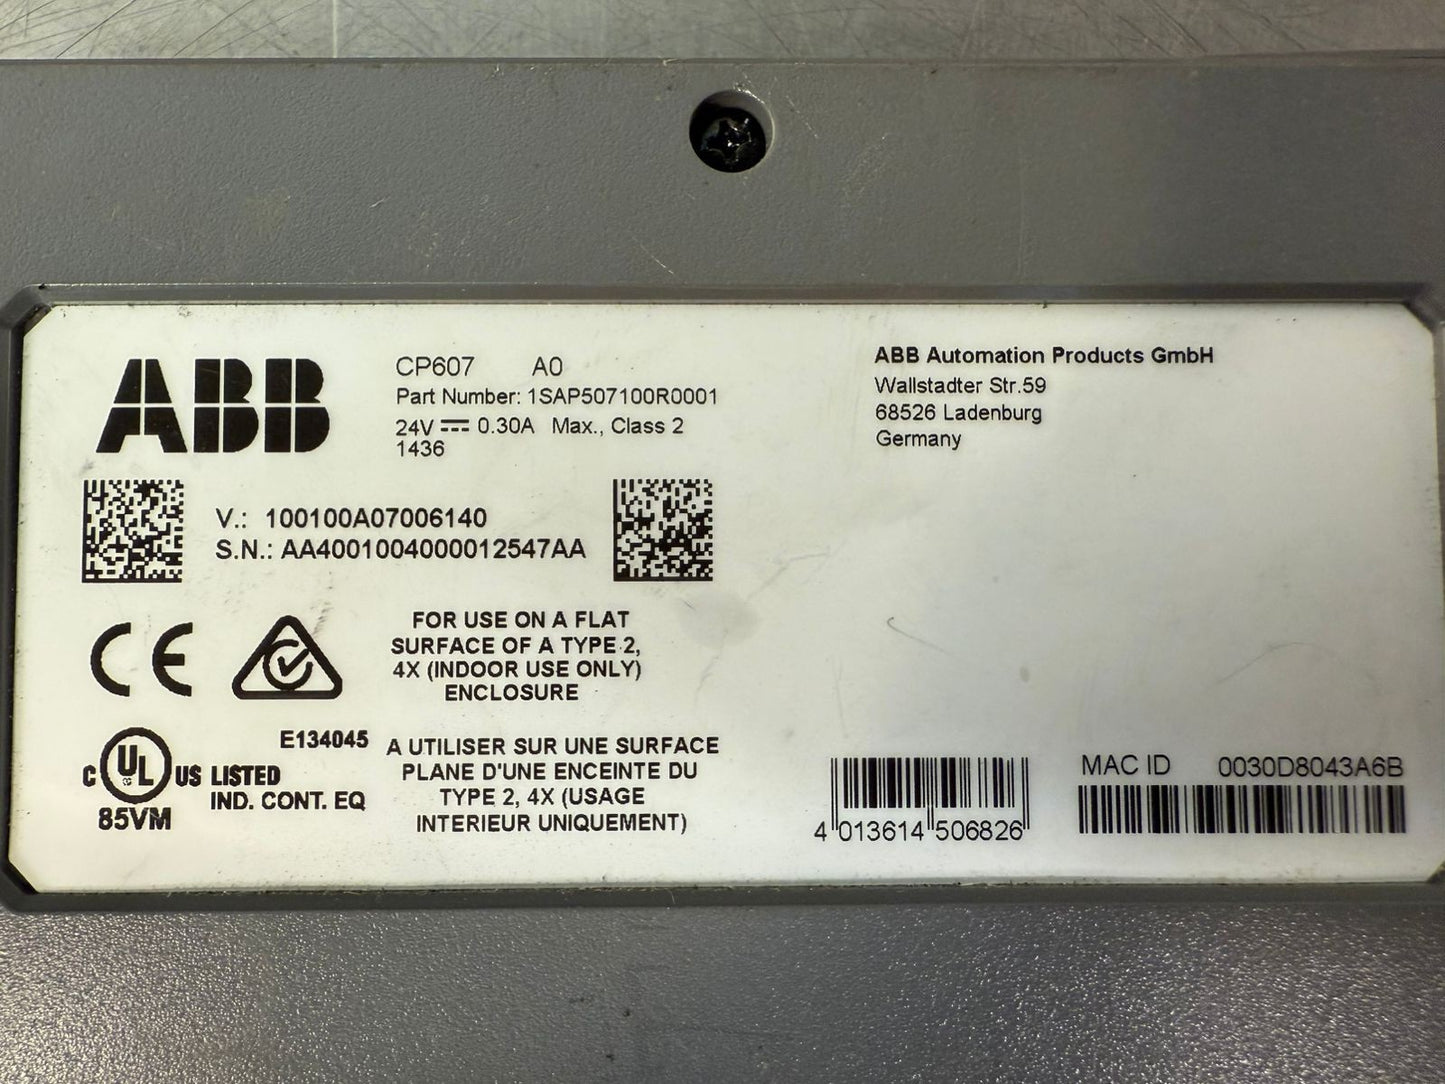 ABB
CP607 A0
Part Number: 1SAP507100R0001
24V 0.30A Max., Class 2
1436
ABB Automation Products GmbH
Wallstadter Str.59
68526 Ladenburg
Germany
V.: 100100A07006140
S.N.: AA4001004000012547AA
CE
FOR USE ON A FLAT
SURFACE OF A TYPE 2,
4X (INDOOR USE ONLY)
ENCLOSURE
E134045
C UL US LISTED
IND. CONT. EQ
85VM
A UTILISER SUR UNE SURFACE
PLANE D'UNE ENCEINTE DU
TYPE 2, 4X (USAGE
INTERIEUR UNIQUEMENT)
4 013614 506826
MAC ID 0030D8043A6B